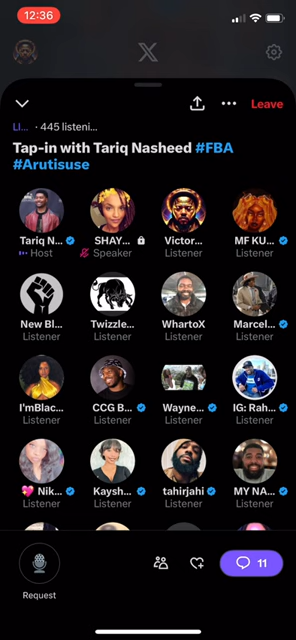 12:36
Leave
LI... · 445 listeni...
Tap-in with Tariq Nasheed #FBA
#Arutisuse
Tariq N... SHAY... Victor... MF KU...
Host Speaker Listener Listener
New Bl... Twizzle... WhartoX Marcel...
Listener Listener Listener Listener
I'mBlac... CCG B... Wayne... IG: Rah...
Listener Listener Listener Listener
Nik... Kaysh... tahirjahi MY NA...
Listener Listener Listener Listener
11
Request